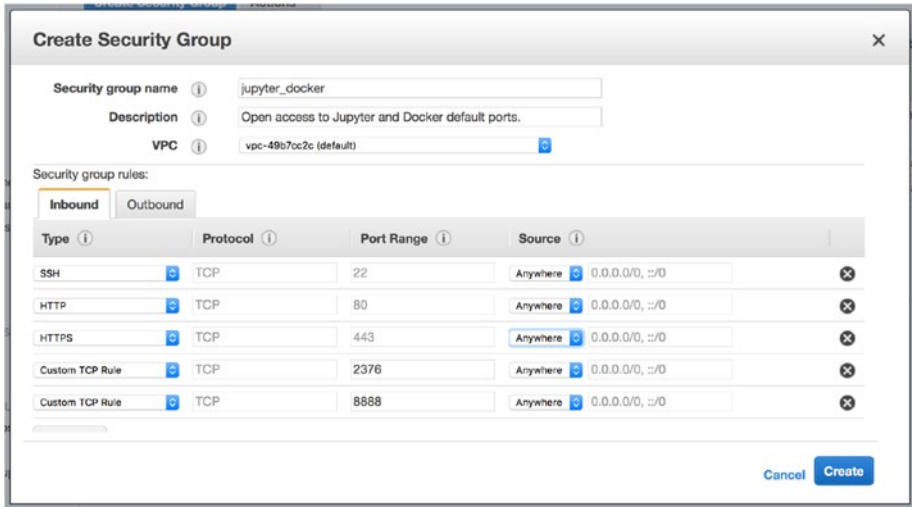 Create Security Group Actions
Create Security Group
Security group name jupyter_docker
Description Open access to Jupyter and Docker default ports.
VPC vpc-49b7cc2c (default)
Security group rules:
Inbound Outbound
Type Protocol Port Range Source
SSH TCP 22 Anywhere 0.0.0.0/0, ::/0
HTTP TCP 80 Anywhere 0.0.0.0/0, ::/0
HTTPS TCP 443 Anywhere 0.0.0.0/0, ::/0
Custom TCP Rule TCP 2376 Anywhere 0.0.0.0/0, ::/0
Custom TCP Rule TCP 8888 Anywhere 0.0.0.0/0, ::/0
Cancel Create